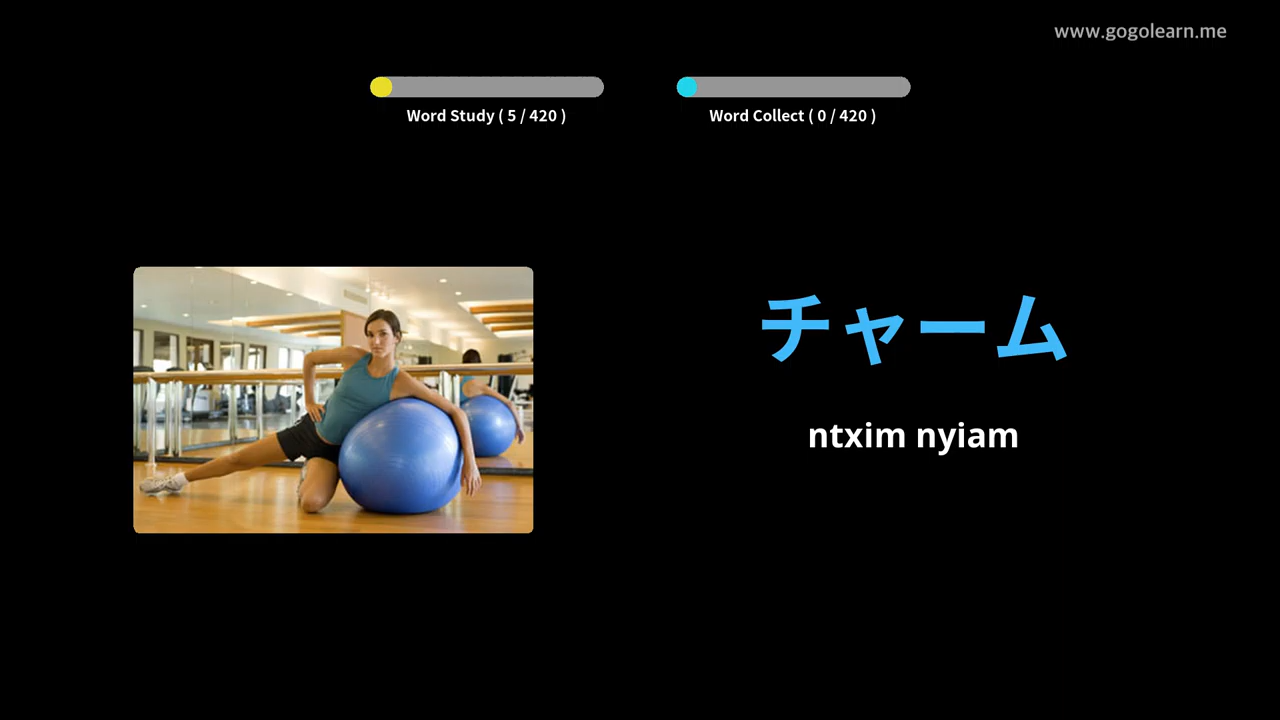 www.gogolearn.me
Word Study ( 5 / 420 )
Word Collect ( 0 / 420 )
チャーム
ntxim nyiam